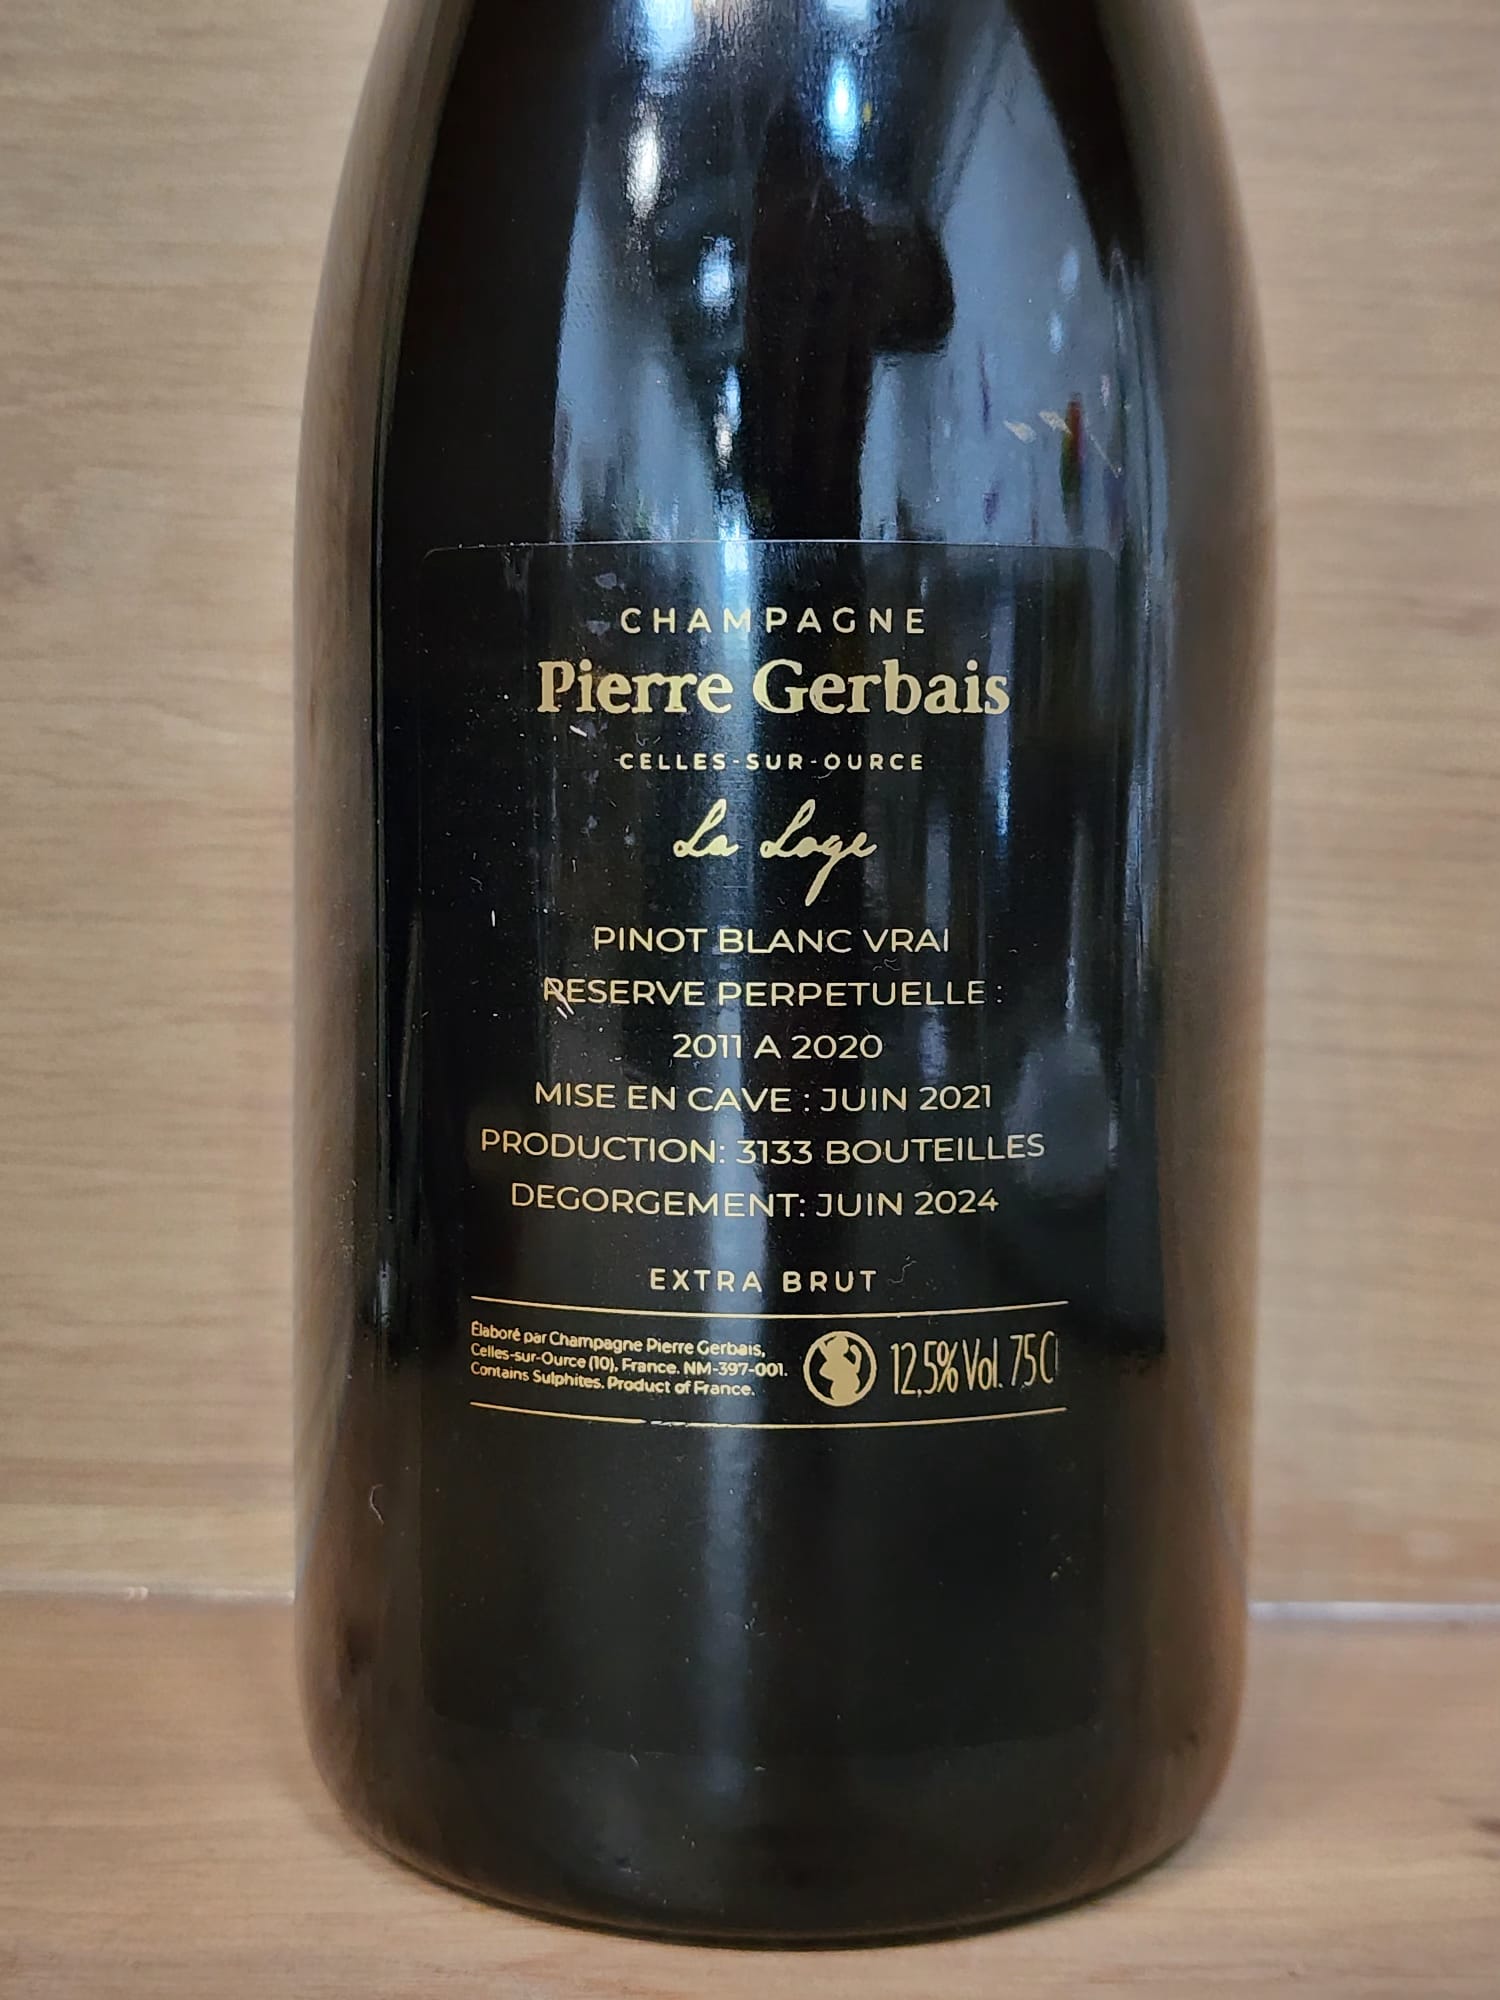 CHAMPAGNE
Pierre Gerbais
CELLES-SUR-OURCE
La Loge
PINOT BLANC VRAI
RESERVE PERPETUELLE :
2011 A 2020
MISE EN CAVE : JUIN 2021
PRODUCTION: 3133 BOUTEILLES
DEGORGEMENT: JUIN 2024
EXTRA BRUT
Élaboré par Champagne Pierre Gerbais,
Celles-sur-Ource (10), France. NM-397-001.
Contains Sulphites. Product of France.
12,5% Vol. 75Cl